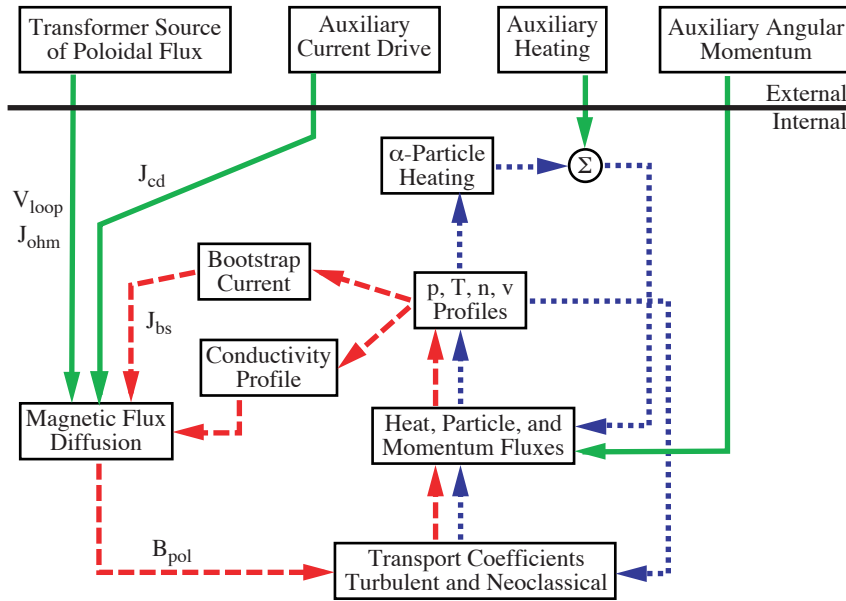 Transformer Source
of Poloidal Flux
Auxiliary
Current Drive
Auxiliary
Heating
Auxiliary Angular
Momentum
External
Internal
α-Particle
Heating
Σ
J_cd
V_loop
J_ohm
Bootstrap
Current
p, T, n, v
Profiles
J_bs
Conductivity
Profile
Magnetic Flux
Diffusion
Heat, Particle, and
Momentum Fluxes
B_pol
Transport Coefficients
Turbulent and Neoclassical